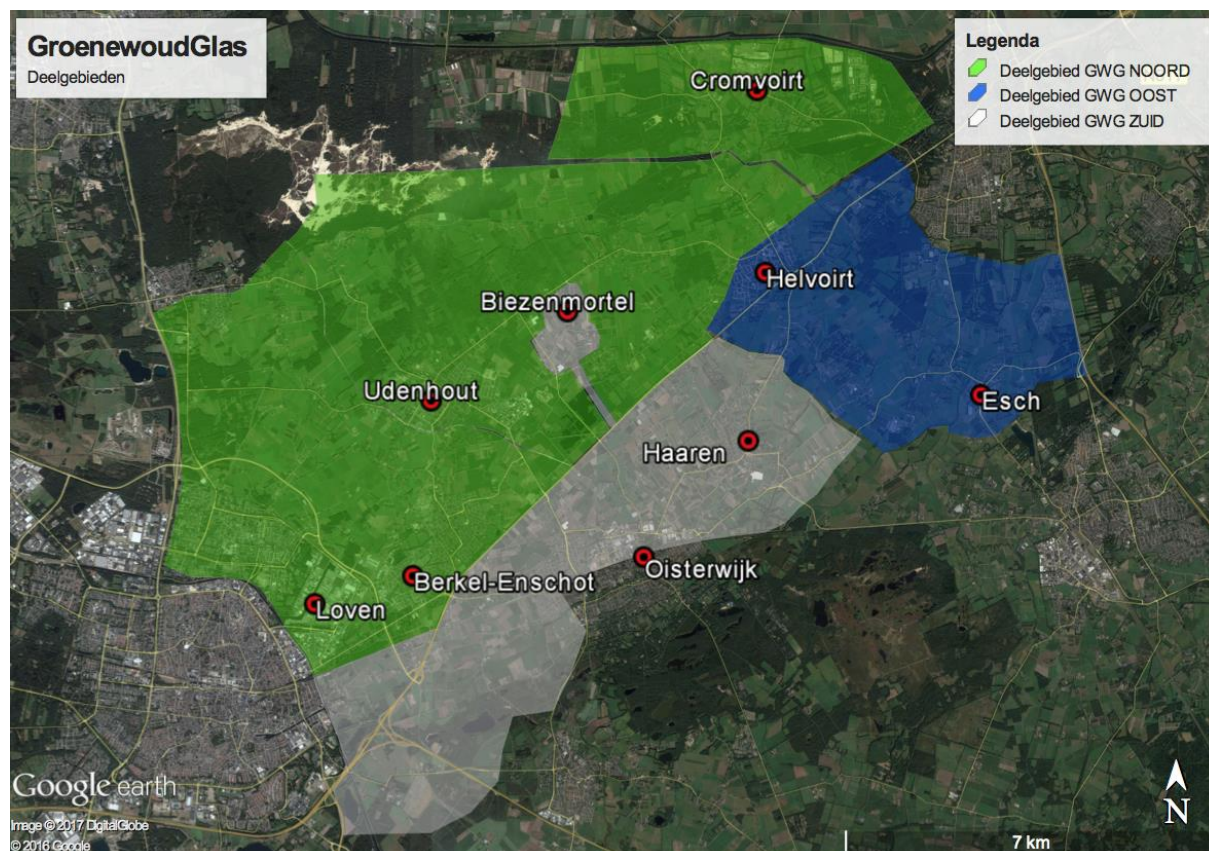 GroenewoudGlas
Deelgebieden
Legenda
Deelgebied GWG NOORD
Deelgebied GWG OOST
Deelgebied GWG ZUID
Cromvoirt
Helvoirt
Biezenmortel
Udenhout
Esch
Haaren
Oisterwijk
Berkel-Enschot
Loven
Google earth
Image © 2017 DigitalGlobe
© 2016 Google
7 km
N